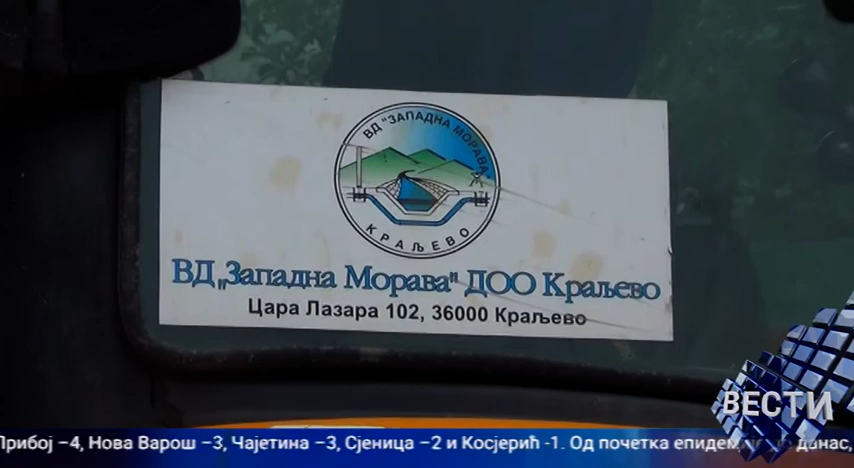 ВД "ЗАПАДНА МОРАВА"
КРАЉЕВО
ВД „Западна Морава" ДОО Краљево
Цара Лазара 102, 36000 Краљево
ВЕСТИ
Прибој –4, Нова Варош –3, Чајетина –3, Сјеница –2 и Косјерић -1. Од почетка данас,